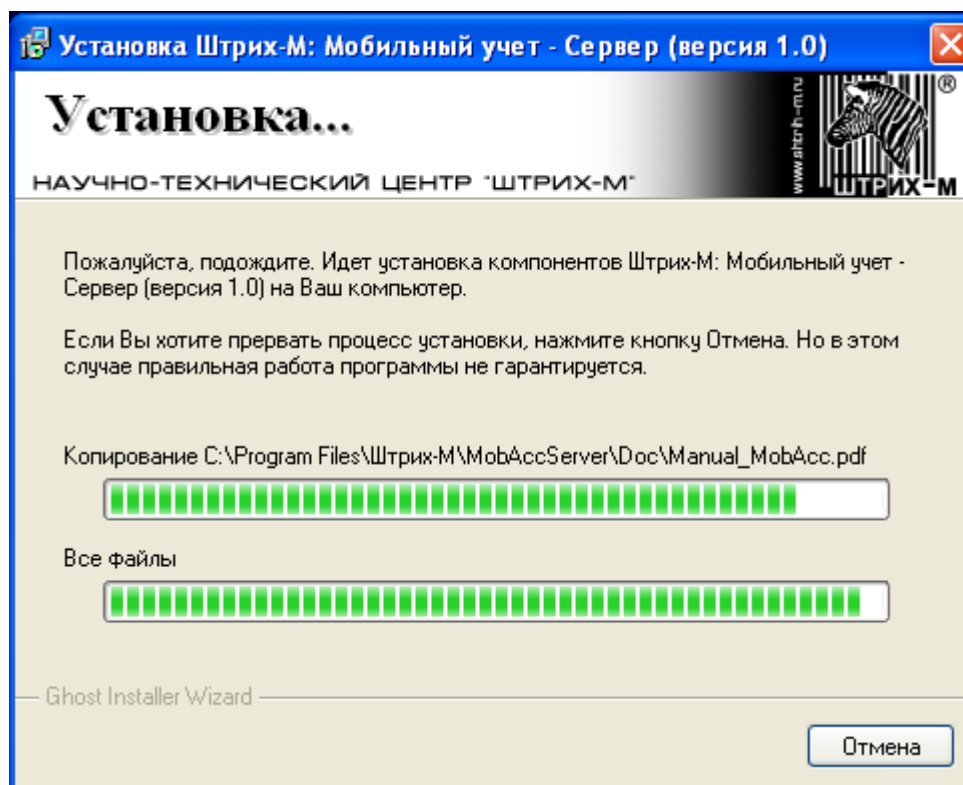 Установка Штрих-М: Мобильный учет - Сервер (версия 1.0)
Установка...
НАУЧНО-ТЕХНИЧЕСКИЙ ЦЕНТР "ШТРИХ-М"
www.shtrih-m.ru
®
ШТРИХ-М
Пожалуйста, подождите. Идет установка компонентов Штрих-М: Мобильный учет -
Сервер (версия 1.0) на Ваш компьютер.
Если Вы хотите прервать процесс установки, нажмите кнопку Отмена. Но в этом
случае правильная работа программы не гарантируется.
Копирование C:\Program Files\Штрих-М\MobAccServer\Doc\Manual_MobAcc.pdf
Все файлы
Ghost Installer Wizard
Отмена